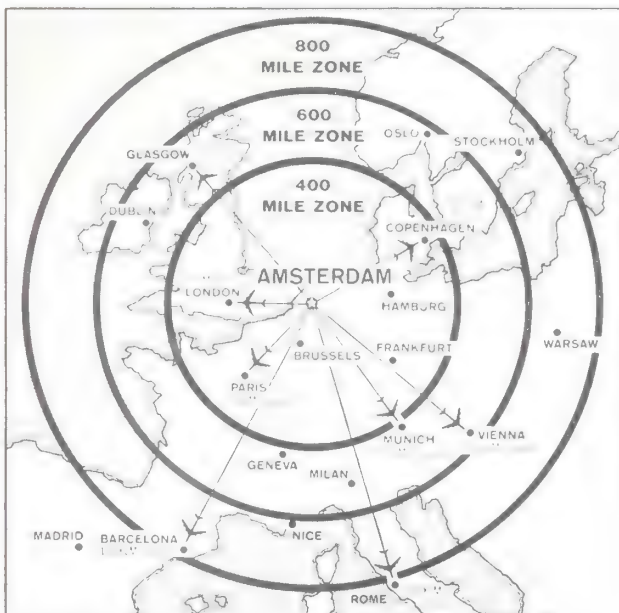 800
MILE ZONE
600
MILE ZONE
OSLO
STOCKHOLM
GLASGOW
400
MILE ZONE
DUBLIN
COPENHAGEN
AMSTERDAM
LONDON
HAMBURG
WARSAW
BRUSSELS
FRANKFURT
PARIS
MUNICH
VIENNA
GENEVA
MILAN
NICE
MADRID
BARCELONA
ROME